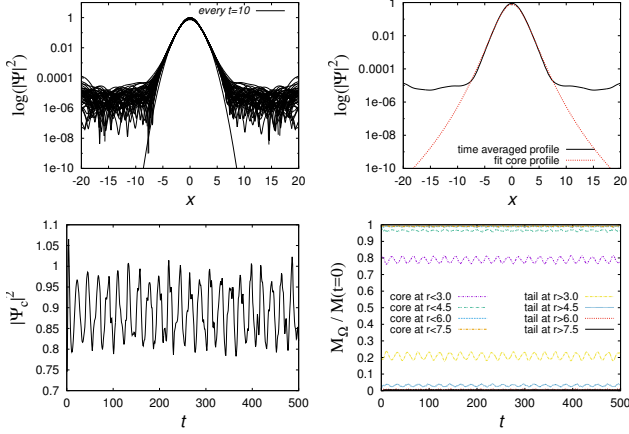 every t=10
log(|Ψ|²)
1
0.01
0.0001
1e-06
1e-08
1e-10
-20 -15 -10 -5 0 5 10 15 20
x
time averaged profile
fit core profile
log(|Ψ|²)
1
0.01
0.0001
1e-06
1e-08
1e-10
-20 -15 -10 -5 0 5 10 15 20
x
|Ψc|²
1.1
1.05
1
0.95
0.9
0.85
0.8
0.75
0.7
0 100 200 300 400 500
t
M_Ω / M(t=0)
1
0.9
0.8
0.7
0.6
0.5
0.4
0.3
0.2
0.1
0
core at r<3.0 tail at r>3.0
core at r<4.5 tail at r>4.5
core at r<6.0 tail at r>6.0
core at r<7.5 tail at r>7.5
0 100 200 300 400 500
t